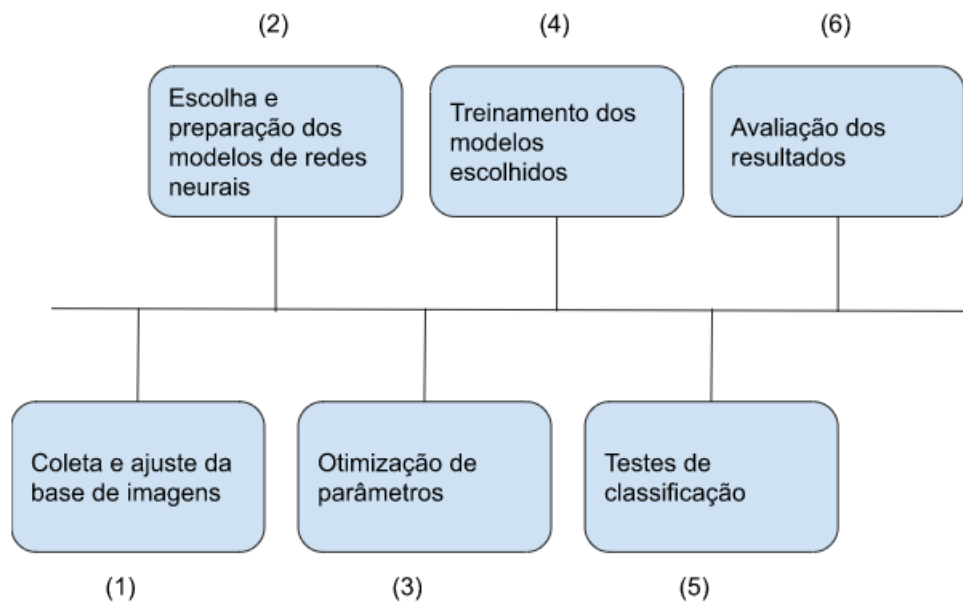 (2)
(4)
(6)
Escolha e
preparação dos
modelos de redes
neurais
Treinamento dos
modelos
escolhidos
Avaliação dos
resultados
Coleta e ajuste da
base de imagens
Otimização de
parâmetros
Testes de
classificação
(1)
(3)
(5)